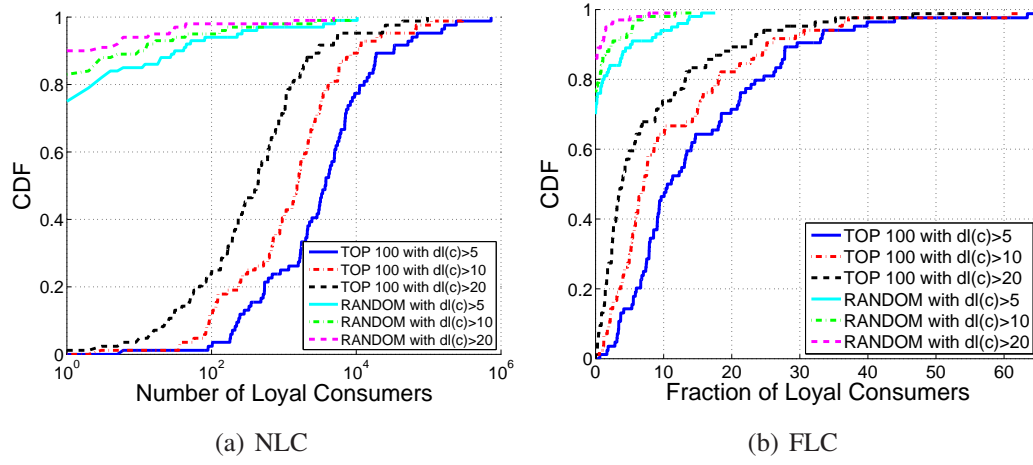 CDF
1
0.8
0.6
0.4
0.2
0
10^0
10^2
10^4
10^6
Number of Loyal Consumers
TOP 100 with dl(c)>5
TOP 100 with dl(c)>10
TOP 100 with dl(c)>20
RANDOM with dl(c)>5
RANDOM with dl(c)>10
RANDOM with dl(c)>20
(a) NLC
CDF
1
0.8
0.6
0.4
0.2
0
0
10
20
30
40
50
60
Fraction of Loyal Consumers
TOP 100 with dl(c)>5
TOP 100 with dl(c)>10
TOP 100 with dl(c)>20
RANDOM with dl(c)>5
RANDOM with dl(c)>10
RANDOM with dl(c)>20
(b) FLC